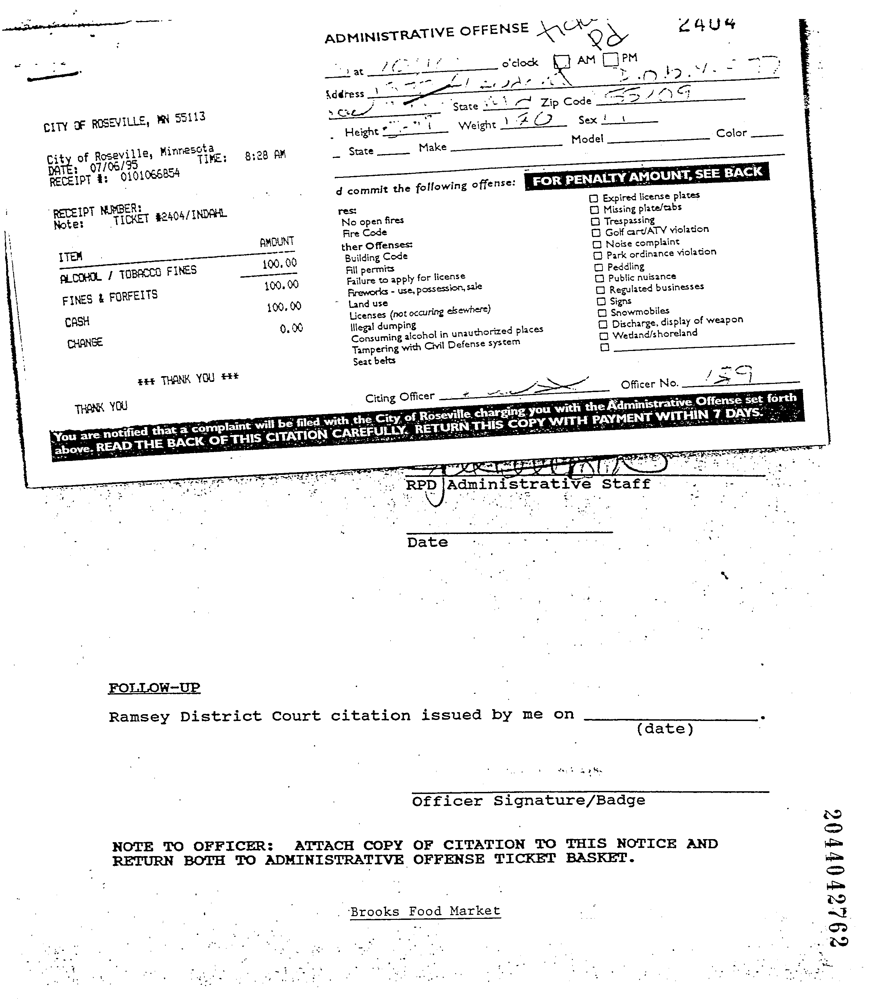 ADMINISTRATIVE OFFENSE
Pd
2404
at
o'clock AM PM
Address
D.O.B.
State
Zip Code 55109
Height
Weight 170
Sex
State
Make
Model
Color
d commit the following offense:
FOR PENALTY AMOUNT, SEE BACK
CITY OF ROSEVILLE, MN 55113
City of Roseville, Minnesota
DATE: 07/06/95 TIME: 8:28 AM
RECEIPT #: 0101066854
RECEIPT NUMBER:
Note: TICKET #2404/INDAHL
ITEM AMOUNT
ALCOHOL / TOBACCO FINES 100.00
FINES & FORFEITS 100.00
CASH 100.00
CHANGE 0.00
*** THANK YOU ***
THANK YOU
res:
No open fires
Fire Code
ther Offenses:
Building Code
Fill permits
Failure to apply for license
Fireworks - use, possession, sale
Land use
Licenses (not occuring elsewhere)
Illegal dumping
Consuming alcohol in unauthorized places
Tampering with Civil Defense system
Seat belts
Expired license plates
Missing plate/tabs
Trespassing
Golf cart/ATV violation
Noise complaint
Park ordinance violation
Peddling
Public nuisance
Regulated businesses
Signs
Snowmobiles
Discharge, display of weapon
Wetland/shoreland
Citing Officer
Officer No. 159
You are notified that a complaint will be filed with the City of Roseville charging you with the Administrative Offense set forth
above. READ THE BACK OF THIS CITATION CAREFULLY. RETURN THIS COPY WITH PAYMENT WITHIN 7 DAYS.
RPD Administrative Staff
Date
FOLLOW-UP
Ramsey District Court citation issued by me on .
(date)
Officer Signature/Badge
NOTE TO OFFICER: ATTACH COPY OF CITATION TO THIS NOTICE AND
RETURN BOTH TO ADMINISTRATIVE OFFENSE TICKET BASKET.
Brooks Food Market
2044042762